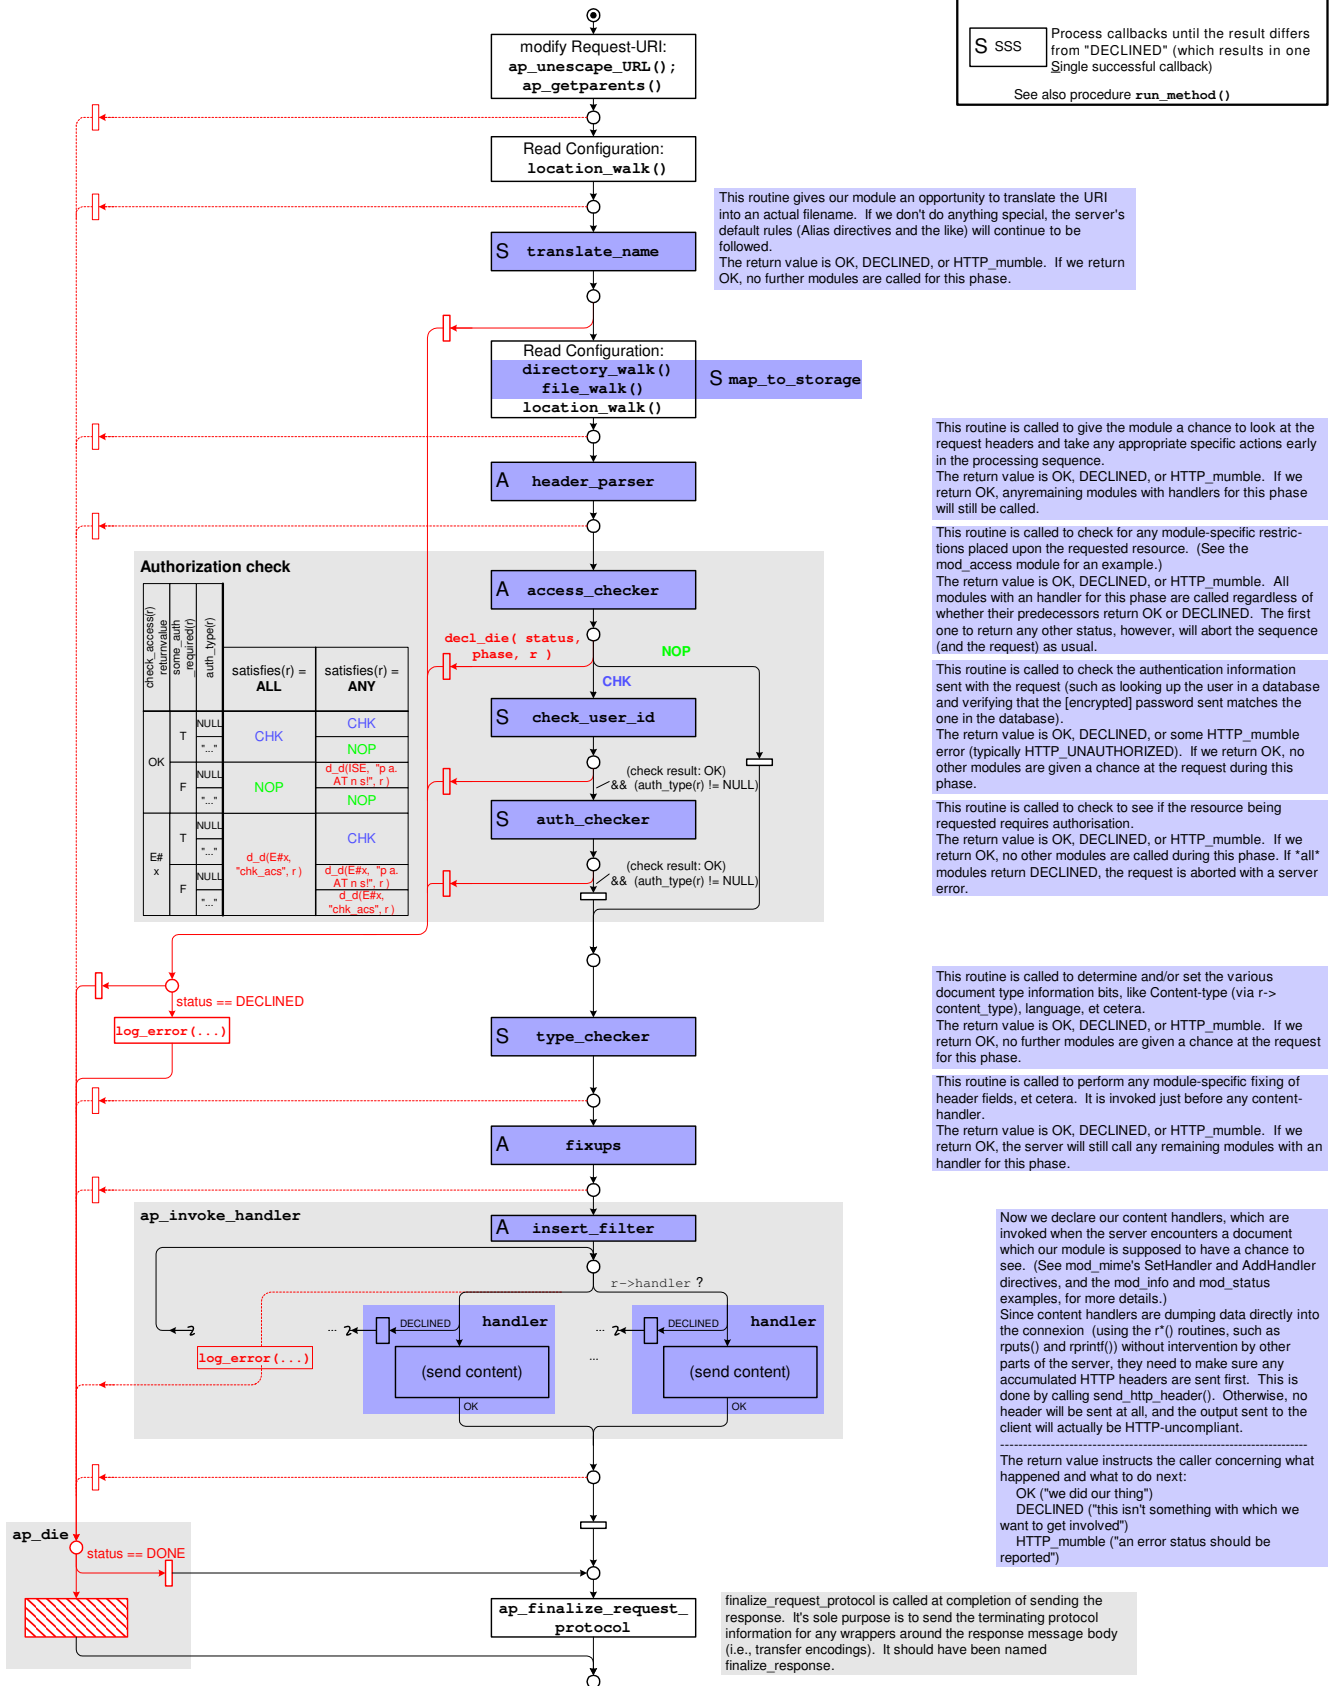 modify Request-URI:
ap_unescape_URL();
ap_getparents()
S SSS
Process callbacks until the result differs
from "DECLINED" (which results in one
Single successful callback)
See also procedure run_method()
Read Configuration:
location_walk()
This routine gives our module an opportunity to translate the URI
into an actual filename. If we don't do anything special, the server's
default rules (Alias directives and the like) will continue to be
followed.
The return value is OK, DECLINED, or HTTP_mumble. If we return
OK, no further modules are called for this phase.
S translate_name
Read Configuration:
directory_walk()
file_walk()
location_walk()
S map_to_storage
This routine is called to give the module a chance to look at the
request headers and take any appropriate specific actions early
in the processing sequence.
The return value is OK, DECLINED, or HTTP_mumble. If we
return OK, anyremaining modules with handlers for this phase
will still be called.
A header_parser
This routine is called to check for any module-specific restric-
tions placed upon the requested resource. (See the
mod_access module for an example.)
The return value is OK, DECLINED, or HTTP_mumble. All
modules with an handler for this phase are called regardless of
whether their predecessors return OK or DECLINED. The first
one to return any other status, however, will abort the sequence
(and the request) as usual.
Authorization check
check_access(r)
returnvalue
some_auth
_required(r)
auth_type(r)
satisfies(r) =
ALL
satisfies(r) =
ANY
OK
T
NULL
CHK
CHK
"..."
NOP
F
NULL
NOP
d_d(ISE, "p a.
AT n s!", r )
"..."
NOP
E#
x
T
NULL
"..."
CHK
d_d(E#x,
"chk_acs", r )
F
NULL
d_d(E#x, "p a.
AT n s!", r )
"..."
d_d(E#x,
"chk_acs", r )
A access_checker
decl_die( status,
phase, r )
NOP
CHK
S check_user_id
(check result: OK)
&& (auth_type(r) != NULL)
S auth_checker
(check result: OK)
&& (auth_type(r) != NULL)
This routine is called to check the authentication information
sent with the request (such as looking up the user in a database
and verifying that the [encrypted] password sent matches the
one in the database).
The return value is OK, DECLINED, or some HTTP_mumble
error (typically HTTP_UNAUTHORIZED). If we return OK, no
other modules are given a chance at the request during this
phase.
This routine is called to check to see if the resource being
requested requires authorisation.
The return value is OK, DECLINED, or HTTP_mumble. If we
return OK, no other modules are called during this phase. If *all*
modules return DECLINED, the request is aborted with a server
error.
status == DECLINED
log_error(...)
This routine is called to determine and/or set the various
document type information bits, like Content-type (via r->
content_type), language, et cetera.
The return value is OK, DECLINED, or HTTP_mumble. If we
return OK, no further modules are given a chance at the request
for this phase.
S type_checker
This routine is called to perform any module-specific fixing of
header fields, et cetera. It is invoked just before any content-
handler.
The return value is OK, DECLINED, or HTTP_mumble. If we
return OK, the server will still call any remaining modules with an
handler for this phase.
A fixups
ap_invoke_handler
A insert_filter
r->handler ?
DECLINED
handler
...
(send content)
OK
DECLINED
handler
...
...
(send content)
OK
log_error(...)
Now we declare our content handlers, which are
invoked when the server encounters a document
which our module is supposed to have a chance to
see. (See mod_mime's SetHandler and AddHandler
directives, and the mod_info and mod_status
examples, for more details.)
Since content handlers are dumping data directly into
the connexion (using the r*() routines, such as
rputs() and rprintf()) without intervention by other
parts of the server, they need to make sure any
accumulated HTTP headers are sent first. This is
done by calling send_http_header(). Otherwise, no
header will be sent at all, and the output sent to the
client will actually be HTTP-uncompliant.
--------------------------------------------------------------------
The return value instructs the caller concerning what
happened and what to do next:
OK ("we did our thing")
DECLINED ("this isn't something with which we
want to get involved")
HTTP_mumble ("an error status should be
reported")
ap_die
status == DONE
ap_finalize_request_
protocol
finalize_request_protocol is called at completion of sending the
response. It's sole purpose is to send the terminating protocol
information for any wrappers around the response message body
(i.e., transfer encodings). It should have been named
finalize_response.